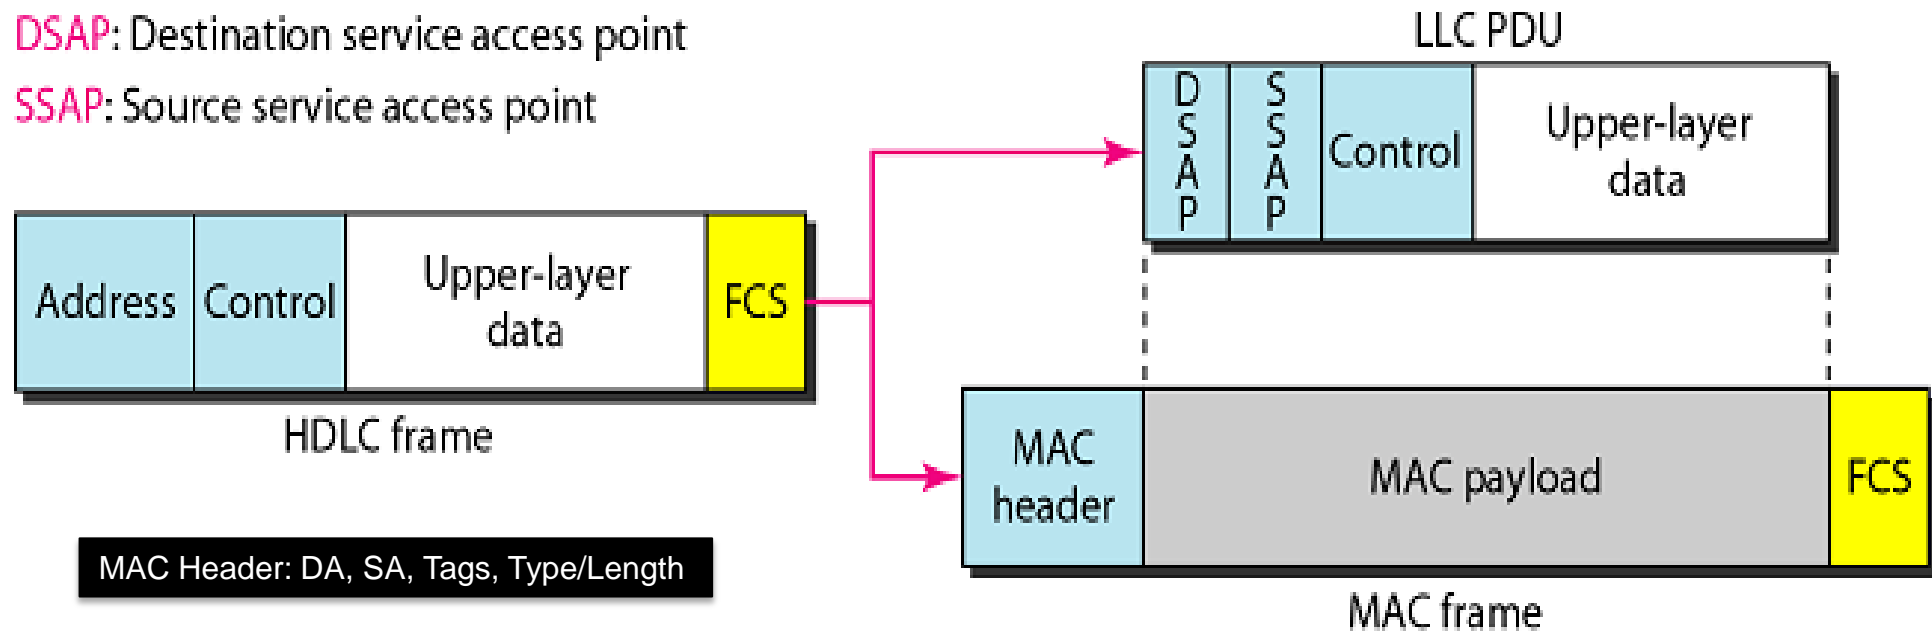 DSAP: Destination service access point
SSAP: Source service access point
LLC PDU
DSAP
SSAP
Control
Upper-layer
data
Address
Control
Upper-layer
data
FCS
HDLC frame
MAC
header
MAC payload
FCS
MAC frame
MAC Header: DA, SA, Tags, Type/Length